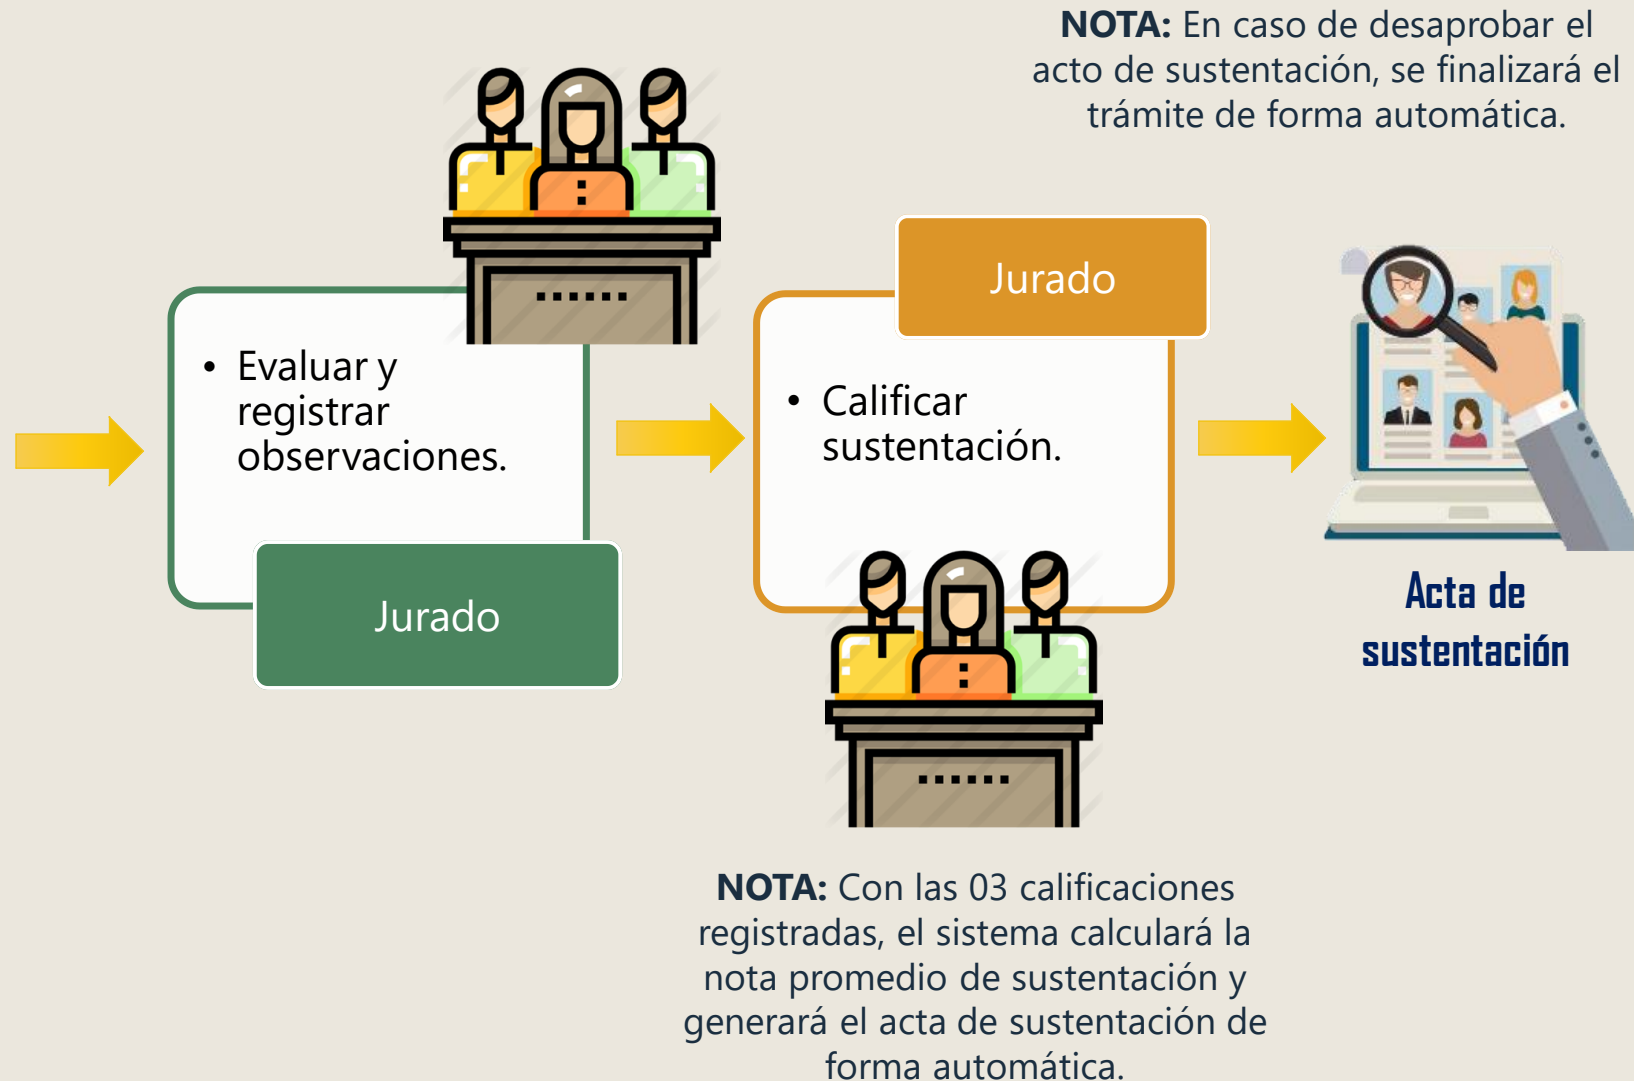 NOTA: En caso de desaprobar el
acto de sustentación, se finalizará el
trámite de forma automática.
• Evaluar y
registrar
observaciones.
Jurado
Jurado
• Calificar
sustentación.
Acta de
sustentación
NOTA: Con las 03 calificaciones
registradas, el sistema calculará la
nota promedio de sustentación y
generará el acta de sustentación de
forma automática.